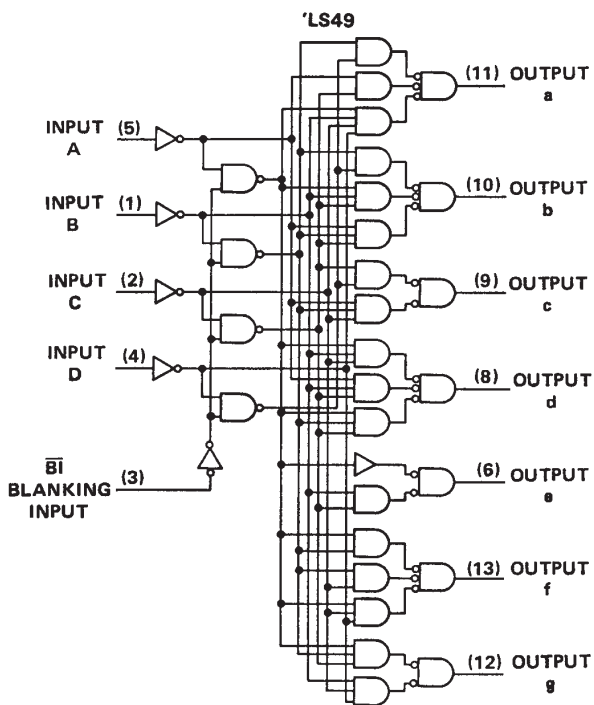 'LS49
(11) OUTPUT
a
INPUT (5)
A
(10) OUTPUT
b
INPUT (1)
B
(9) OUTPUT
c
INPUT (2)
C
INPUT (4)
D
(8) OUTPUT
d
BI (3)
BLANKING
INPUT
(6) OUTPUT
e
(13) OUTPUT
f
(12) OUTPUT
g